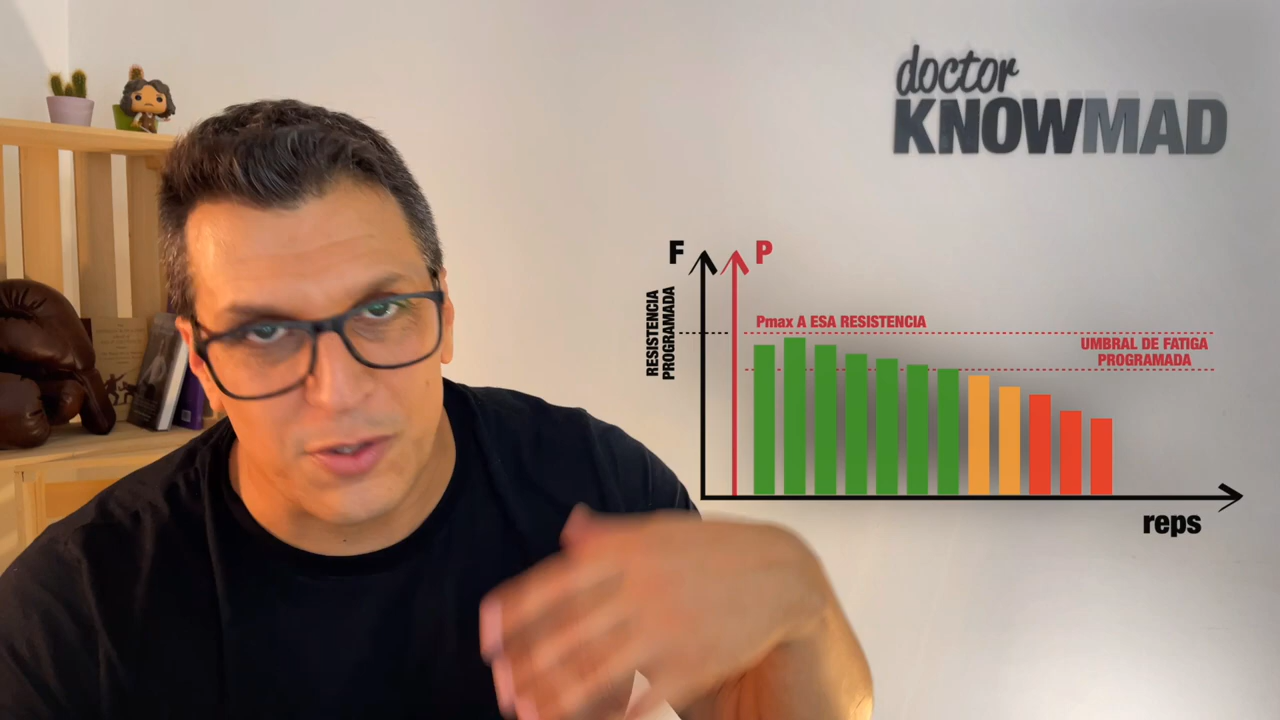 doctor
KNOWMAD
F
P
RESISTENCIA
PROGRAMADA
Pmax A ESA RESISTENCIA
UMBRAL DE FATIGA
PROGRAMADA
reps